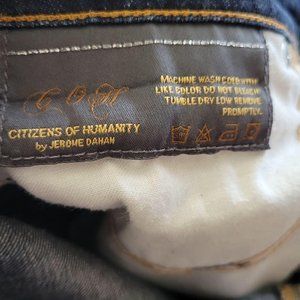 COH
CITIZENS OF HUMANITY
by JEROME DAHAN
MACHINE WASH COLD WITH
LIKE COLOR DO NOT BLEACH
TUMBLE DRY LOW REMOVE
PROMPTLY.